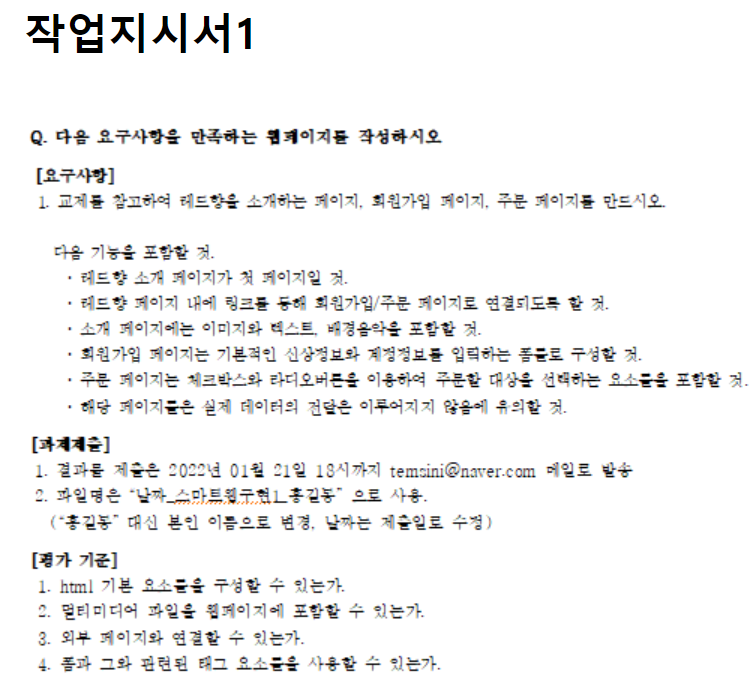 작업지시서1
Q. 다음 요구사항을 만족하는 웹페이지를 작성하시오
[요구사항]
1. 교제를 참고하여 레드향을 소개하는 페이지, 회원가입 페이지, 주문 페이지를 만드시오.
다음 기능을 포함할 것.
· 레드향 소개 페이지가 첫 페이지일 것.
· 레드향 페이지 내에 링크를 통해 회원가입/주문 페이지로 연결되도록 할 것.
· 소개 페이지에는 이미지와 텍스트, 배경음악을 포함할 것.
· 회원가입 페이지는 기본적인 신상정보와 계정정보를 입력하는 폼들로 구성할 것.
· 주문 페이지는 체크박스와 라디오버튼을 이용하여 주문할 대상을 선택하는 요소들을 포함할 것.
· 해당 페이지들은 실제 데이터의 전달은 이루어지지 않음에 유의할 것.
[과제제출]
1. 결과물 제출은 2022년 01월 21일 18시까지 temsini@naver.com 메일로 발송
2. 파일명은 “날짜_스마트웹구현1_홍길동” 으로 사용.
(“홍길동” 대신 본인 이름으로 변경, 날짜는 제출일로 수정)
[평가 기준]
1. html 기본 요소들을 구성할 수 있는가.
2. 멀티미디어 파일을 웹페이지에 포함할 수 있는가.
3. 외부 페이지와 연결할 수 있는가.
4. 폼과 그와 관련된 태그 요소들을 사용할 수 있는가.